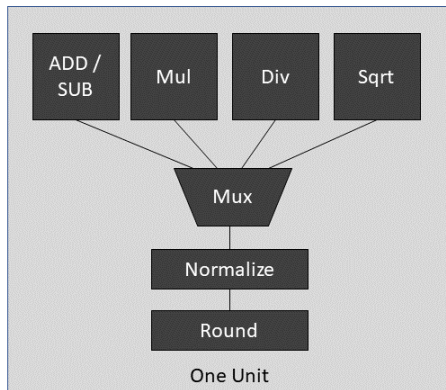 ADD /
SUB
Mul
Div
Sqrt
Mux
Normalize
Round
One Unit